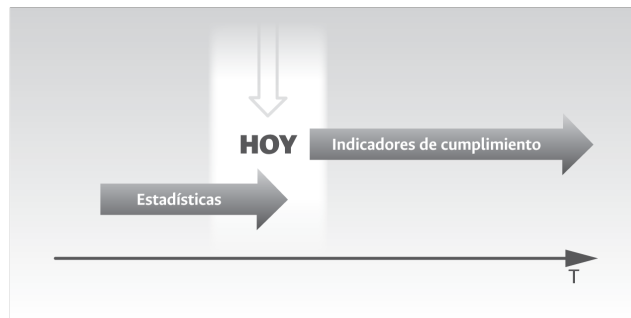 HOY
Indicadores de cumplimiento
Estadísticas
T